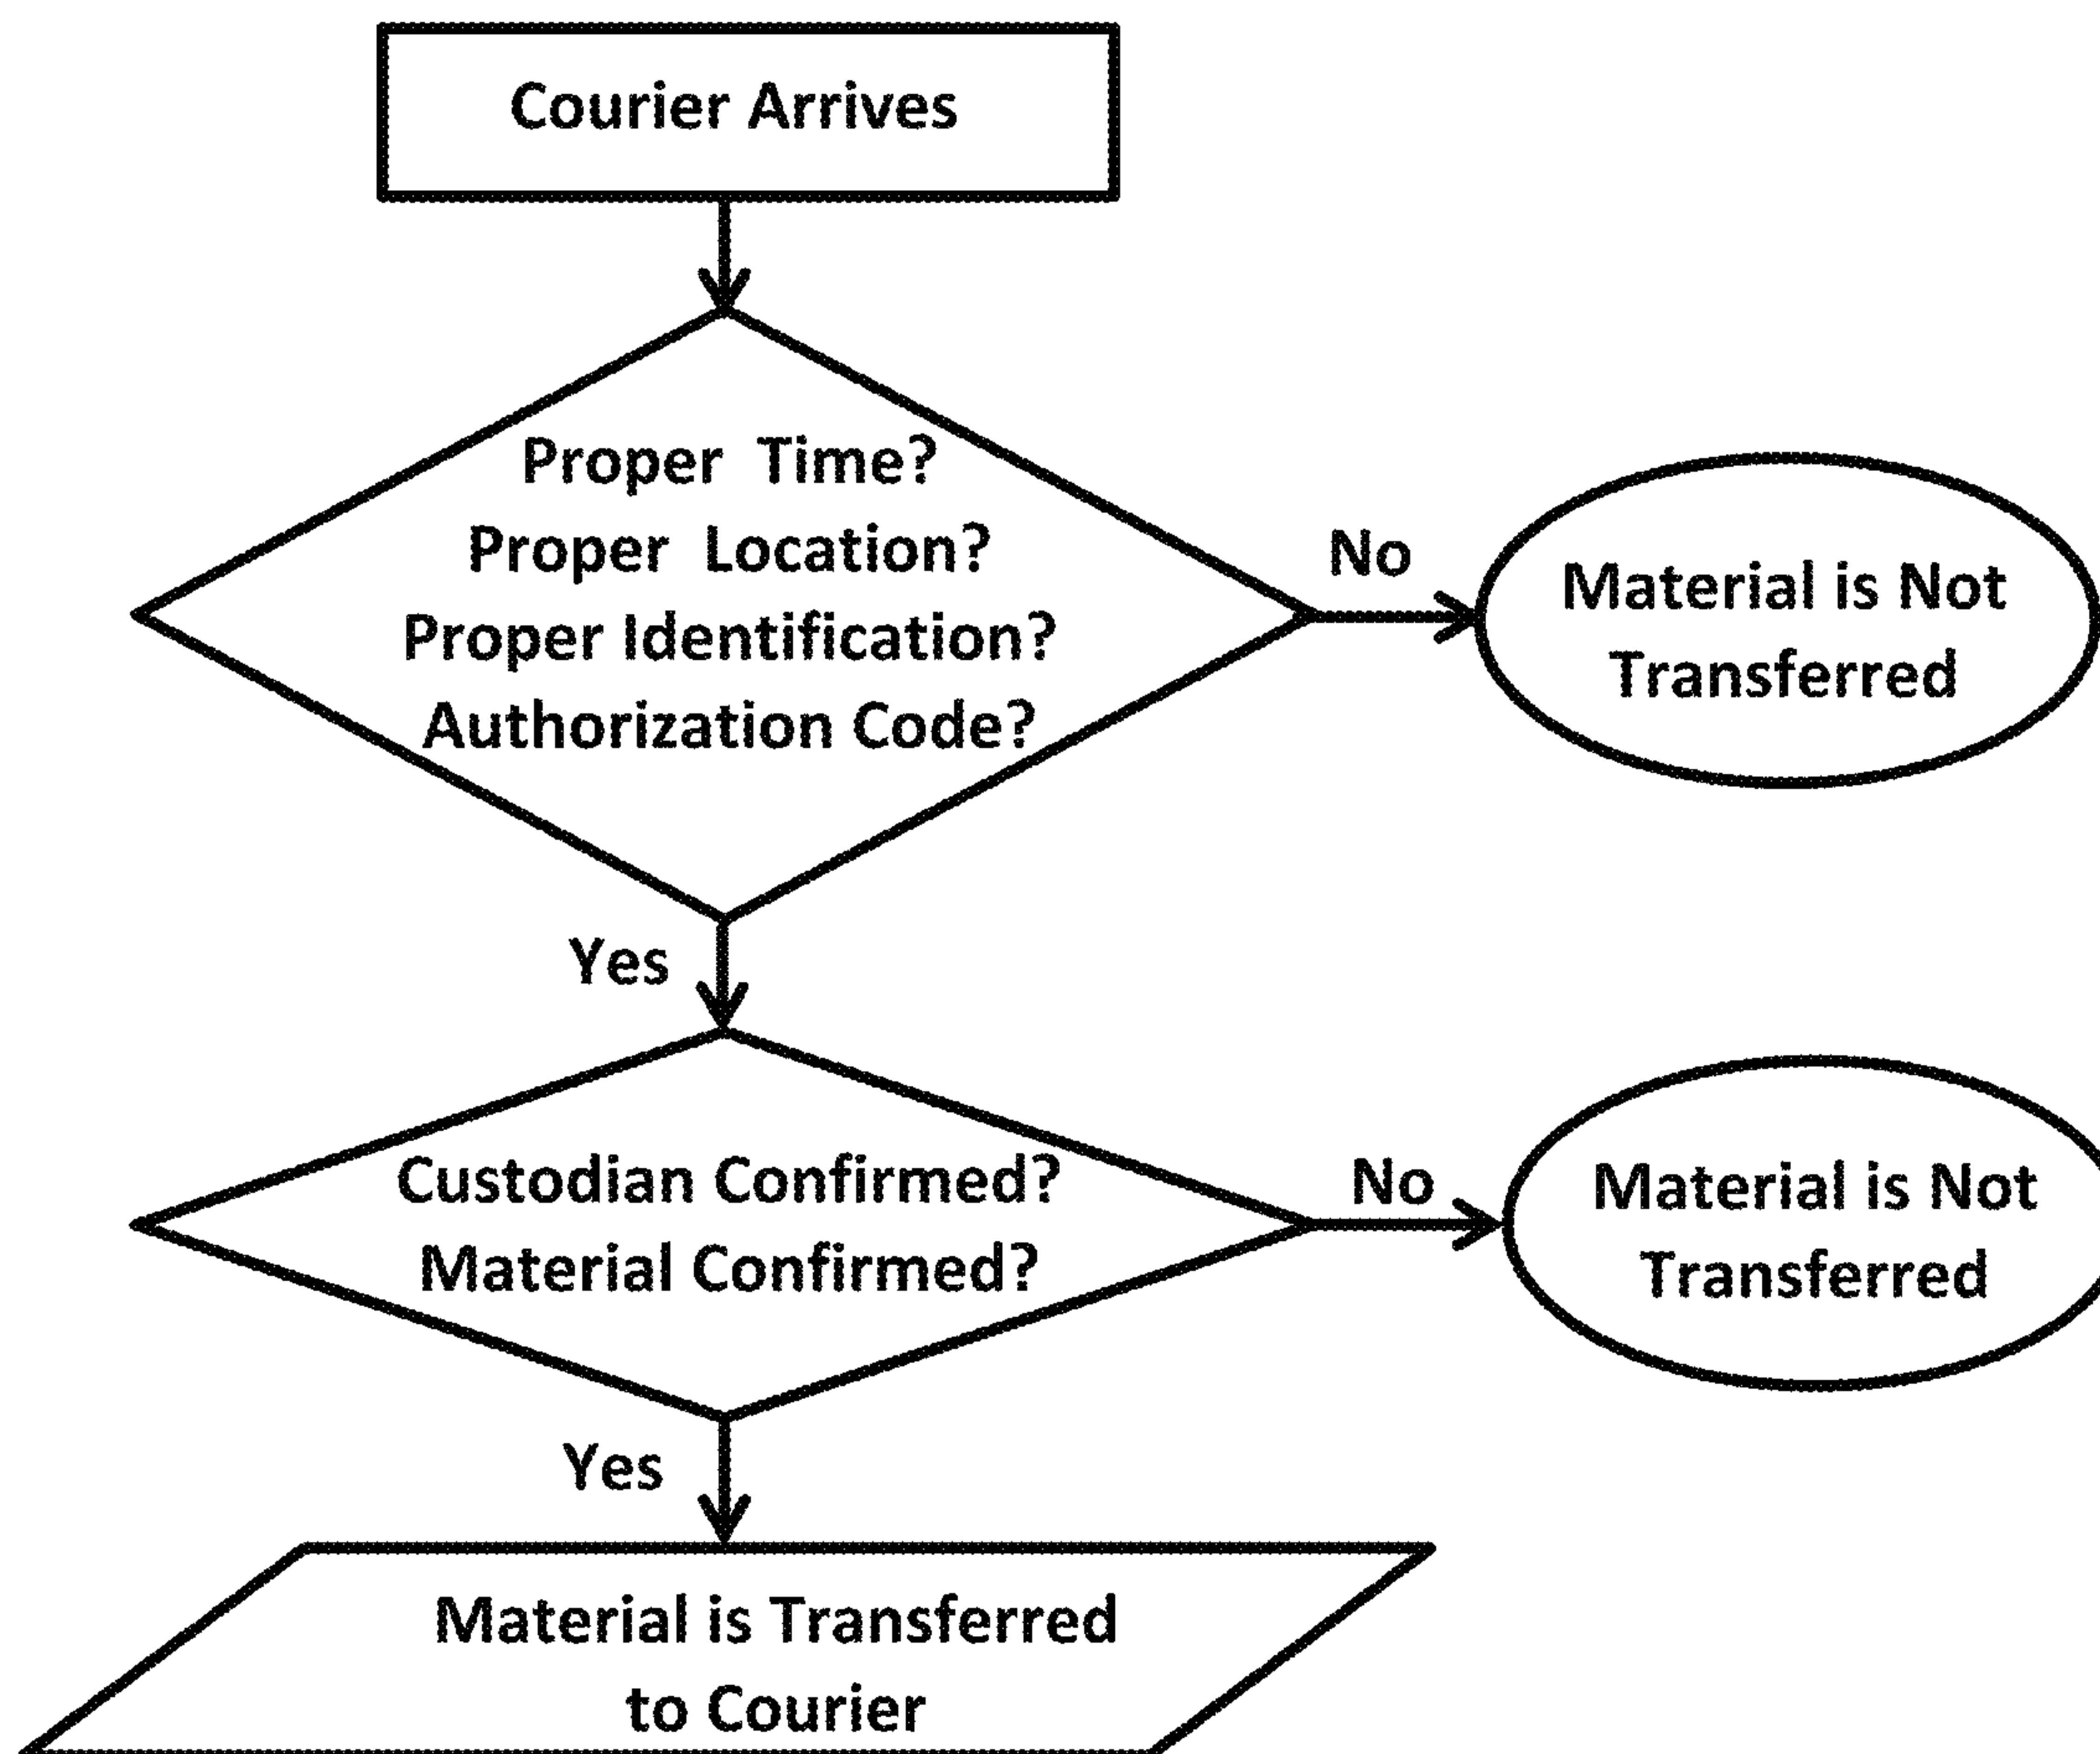 Courier Arrives
Proper Time?
Proper Location?
Proper Identification?
Authorization Code?
No
Material is Not
Transferred
Yes
Custodian Confirmed?
Material Confirmed?
No
Material is Not
Transferred
Yes
Material is Transferred
to Courier